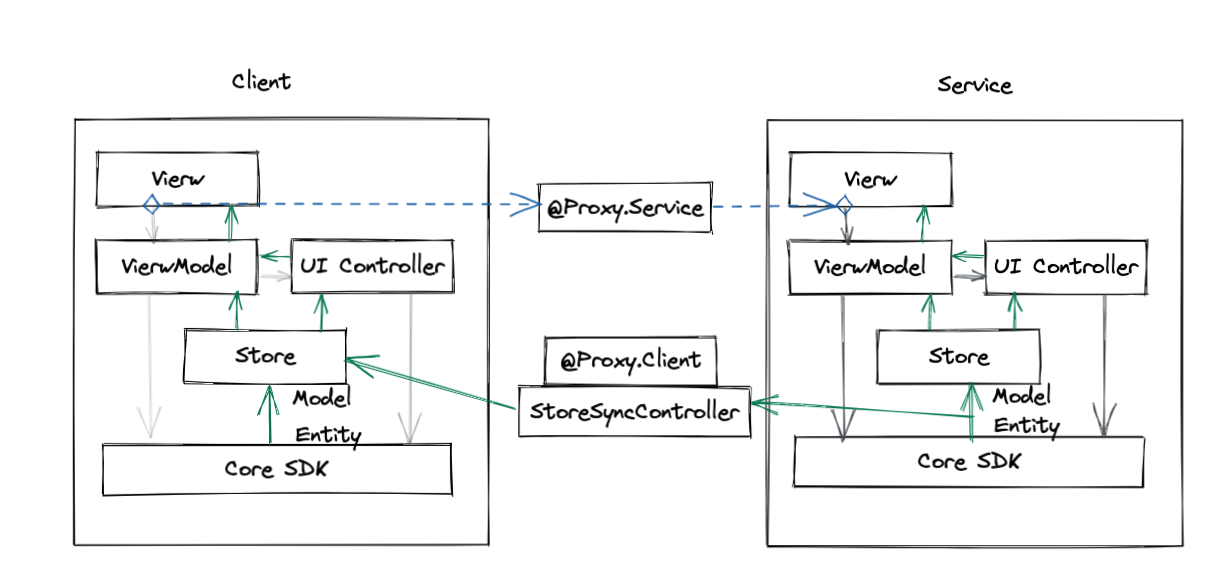 Client
Service
Vierw
@Proxy.Service
Vierw
VierwModel
UI Controller
VierwModel
UI Controller
Store
@Proxy.Client
Store
Model
Entity
StoreSyncController
Model
Entity
Core SDK
Core SDK